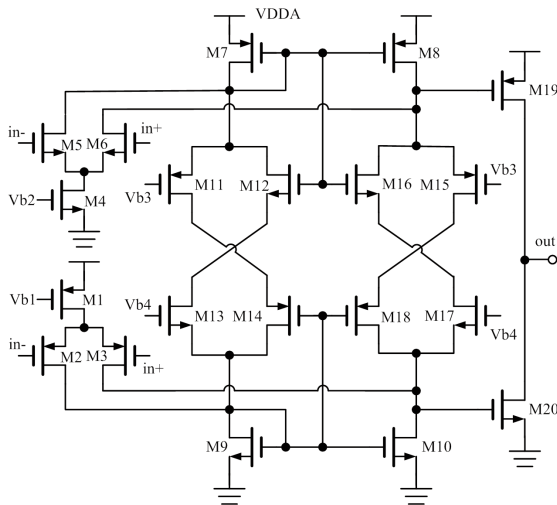 VDDA
M7
M8
M19
in-
M5
M6
in+
Vb2
M4
Vb3
M11
M12
M16
M15
Vb3
out
Vb1
M1
Vb4
M13
M14
M18
M17
Vb4
in-
M2
M3
in+
M9
M10
M20